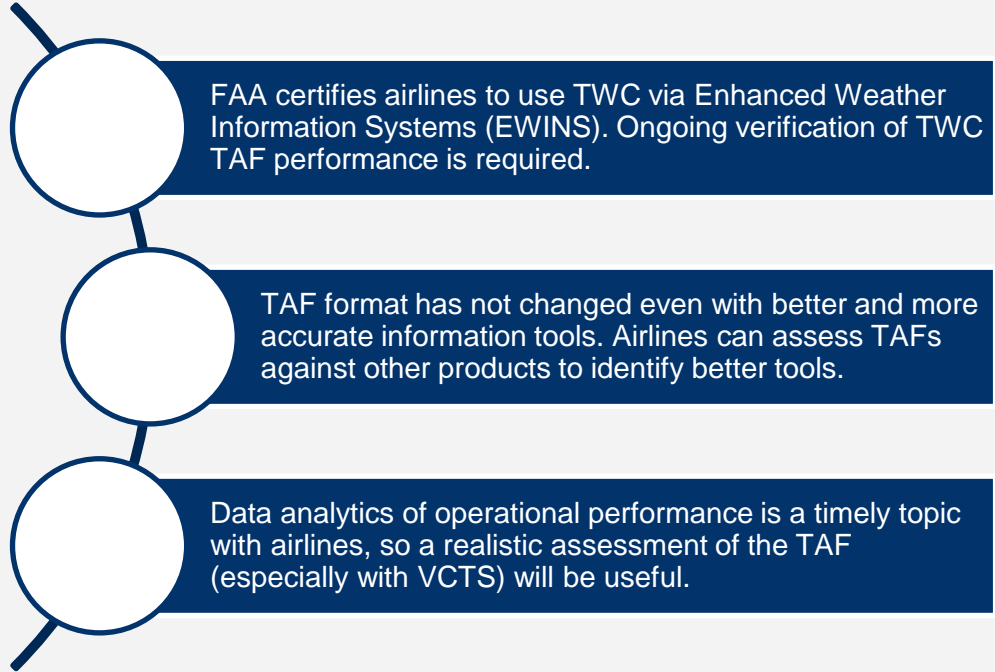 FAA certifies airlines to use TWC via Enhanced Weather
Information Systems (EWINS). Ongoing verification of TWC
TAF performance is required.
TAF format has not changed even with better and more
accurate information tools. Airlines can assess TAFs
against other products to identify better tools.
Data analytics of operational performance is a timely topic
with airlines, so a realistic assessment of the TAF
(especially with VCTS) will be useful.